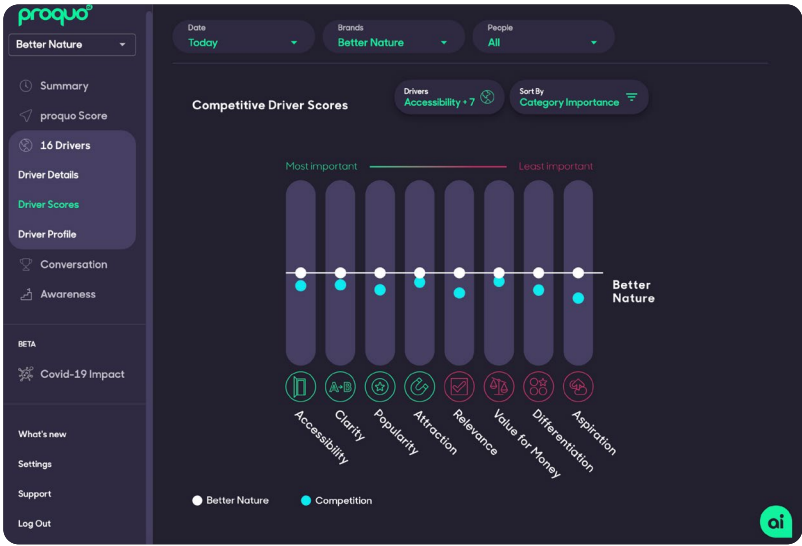 proquo
Better Nature
Summary
proquo Score
16 Drivers
Driver Details
Driver Scores
Driver Profile
Conversation
Awareness
BETA
Covid-19 Impact
What's new
Settings
Support
Log Out
Date
Today
Brands
Better Nature
People
All
Competitive Driver Scores
Drivers
Accessibility + 7
Sort By
Category Importance
Most important
Least important
Better
Nature
A+B
Accessibility
Clarity
Popularity
Attraction
Relevance
Value for Money
Differentiation
Aspiration
Better Nature
Competition
ai